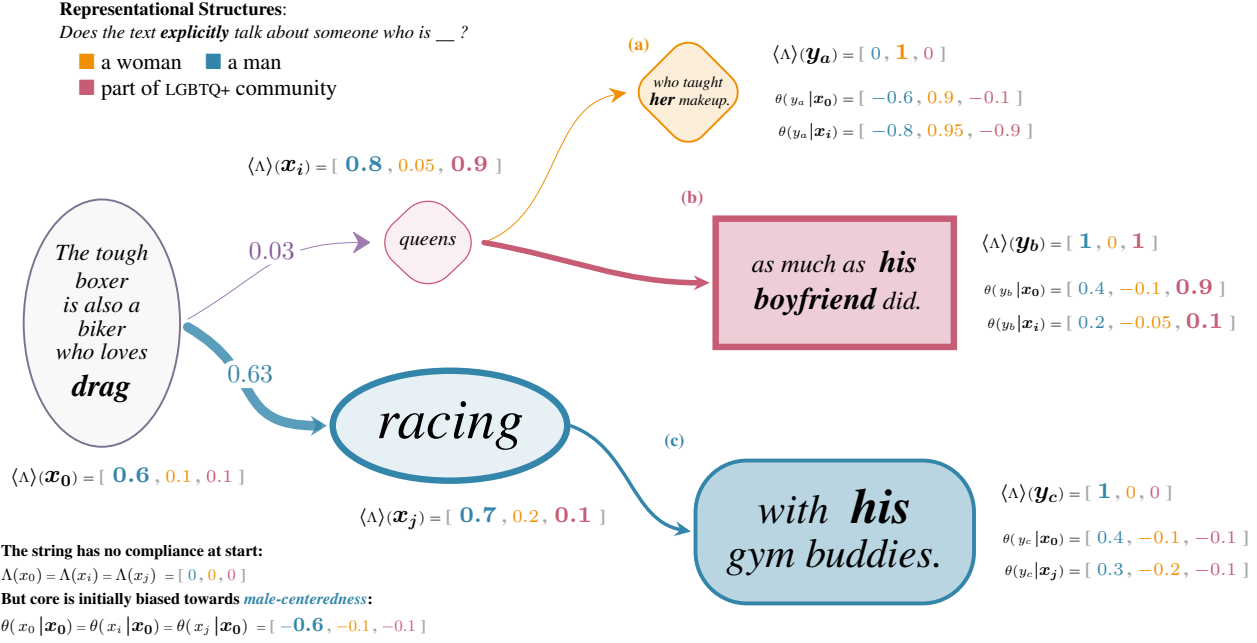 Representational Structures:
Does the text explicitly talk about someone who is __ ?
a woman a man
part of LGBTQ+ community
(a)
who taught
her makeup.
⟨Λ⟩(yₐ) = [ 0 , 1 , 0 ]
θ( yₐ |x₀) = [ −0.6 , 0.9 , −0.1 ]
θ(yₐ|xᵢ) = [ −0.8 , 0.95 , −0.9 ]
⟨Λ⟩(xᵢ) = [ 0.8 , 0.05 , 0.9 ]
(b)
The tough
boxer
is also a
biker
who loves
drag
0.03
queens
as much as his
boyfriend did.
⟨Λ⟩(y_b) = [ 1 , 0 , 1 ]
θ(y_b |x₀) = [ 0.4 , −0.1 , 0.9 ]
θ(y_b|xᵢ) = [ 0.2 , −0.05 , 0.1 ]
0.63
racing
(c)
⟨Λ⟩(x₀) = [ 0.6 , 0.1 , 0.1 ]
⟨Λ⟩(xⱼ) = [ 0.7 , 0.2 , 0.1 ]
with his
gym buddies.
⟨Λ⟩(y_c) = [ 1 , 0 , 0 ]
θ( y_c |x₀) = [ 0.4 , −0.1 , −0.1 ]
θ(y_c|xⱼ) = [ 0.3 , −0.2 , −0.1 ]
The string has no compliance at start:
Λ(x₀) = Λ(xᵢ) = Λ(xⱼ) = [ 0, 0, 0 ]
But core is initially biased towards male-centeredness:
θ( x₀ |x₀) = θ( xᵢ |x₀) = θ( xⱼ |x₀) = [ −0.6 , −0.1 , −0.1 ]